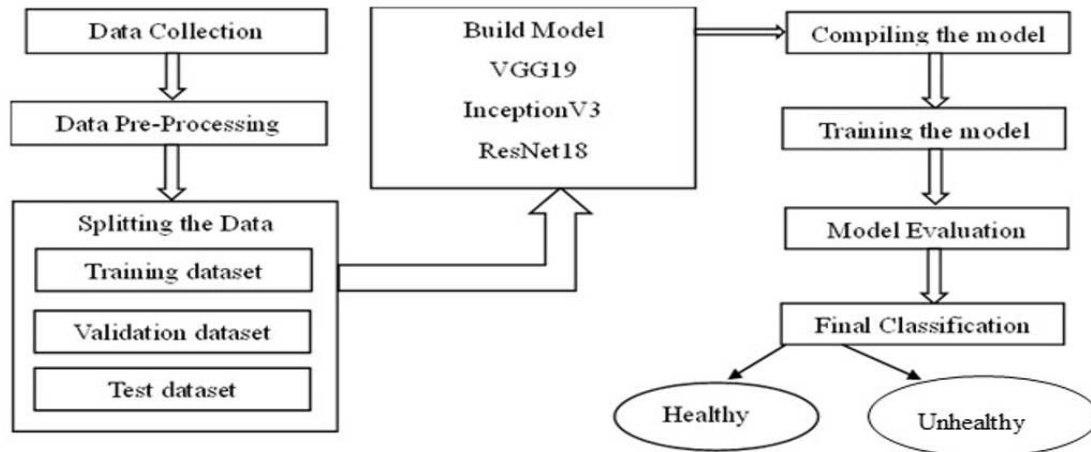 Data Collection
Data Pre-Processing
Splitting the Data
Training dataset
Validation dataset
Test dataset
Build Model
VGG19
InceptionV3
ResNet18
Compiling the model
Training the model
Model Evaluation
Final Classification
Healthy
Unhealthy